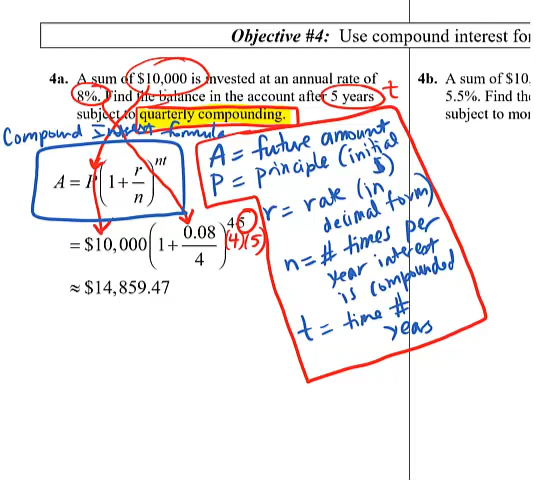 Objective #4: Use compound interest for
4a. A sum of $10,000 is invested at an annual rate of
8%. Find the balance in the account after 5 years t
subject to quarterly compounding.
Compound Interest formula
A = P(1 + r/n)^nt
= $10,000(1 + 0.08/4)^4·5
(4)(5)
≈ $14,859.47
A = future amount
P = principle (initial
$)
r = rate (in
decimal form)
n = # times per
year interest
is compounded
t = time #
years
4b. A sum of $10.
5.5%. Find th
subject to mo